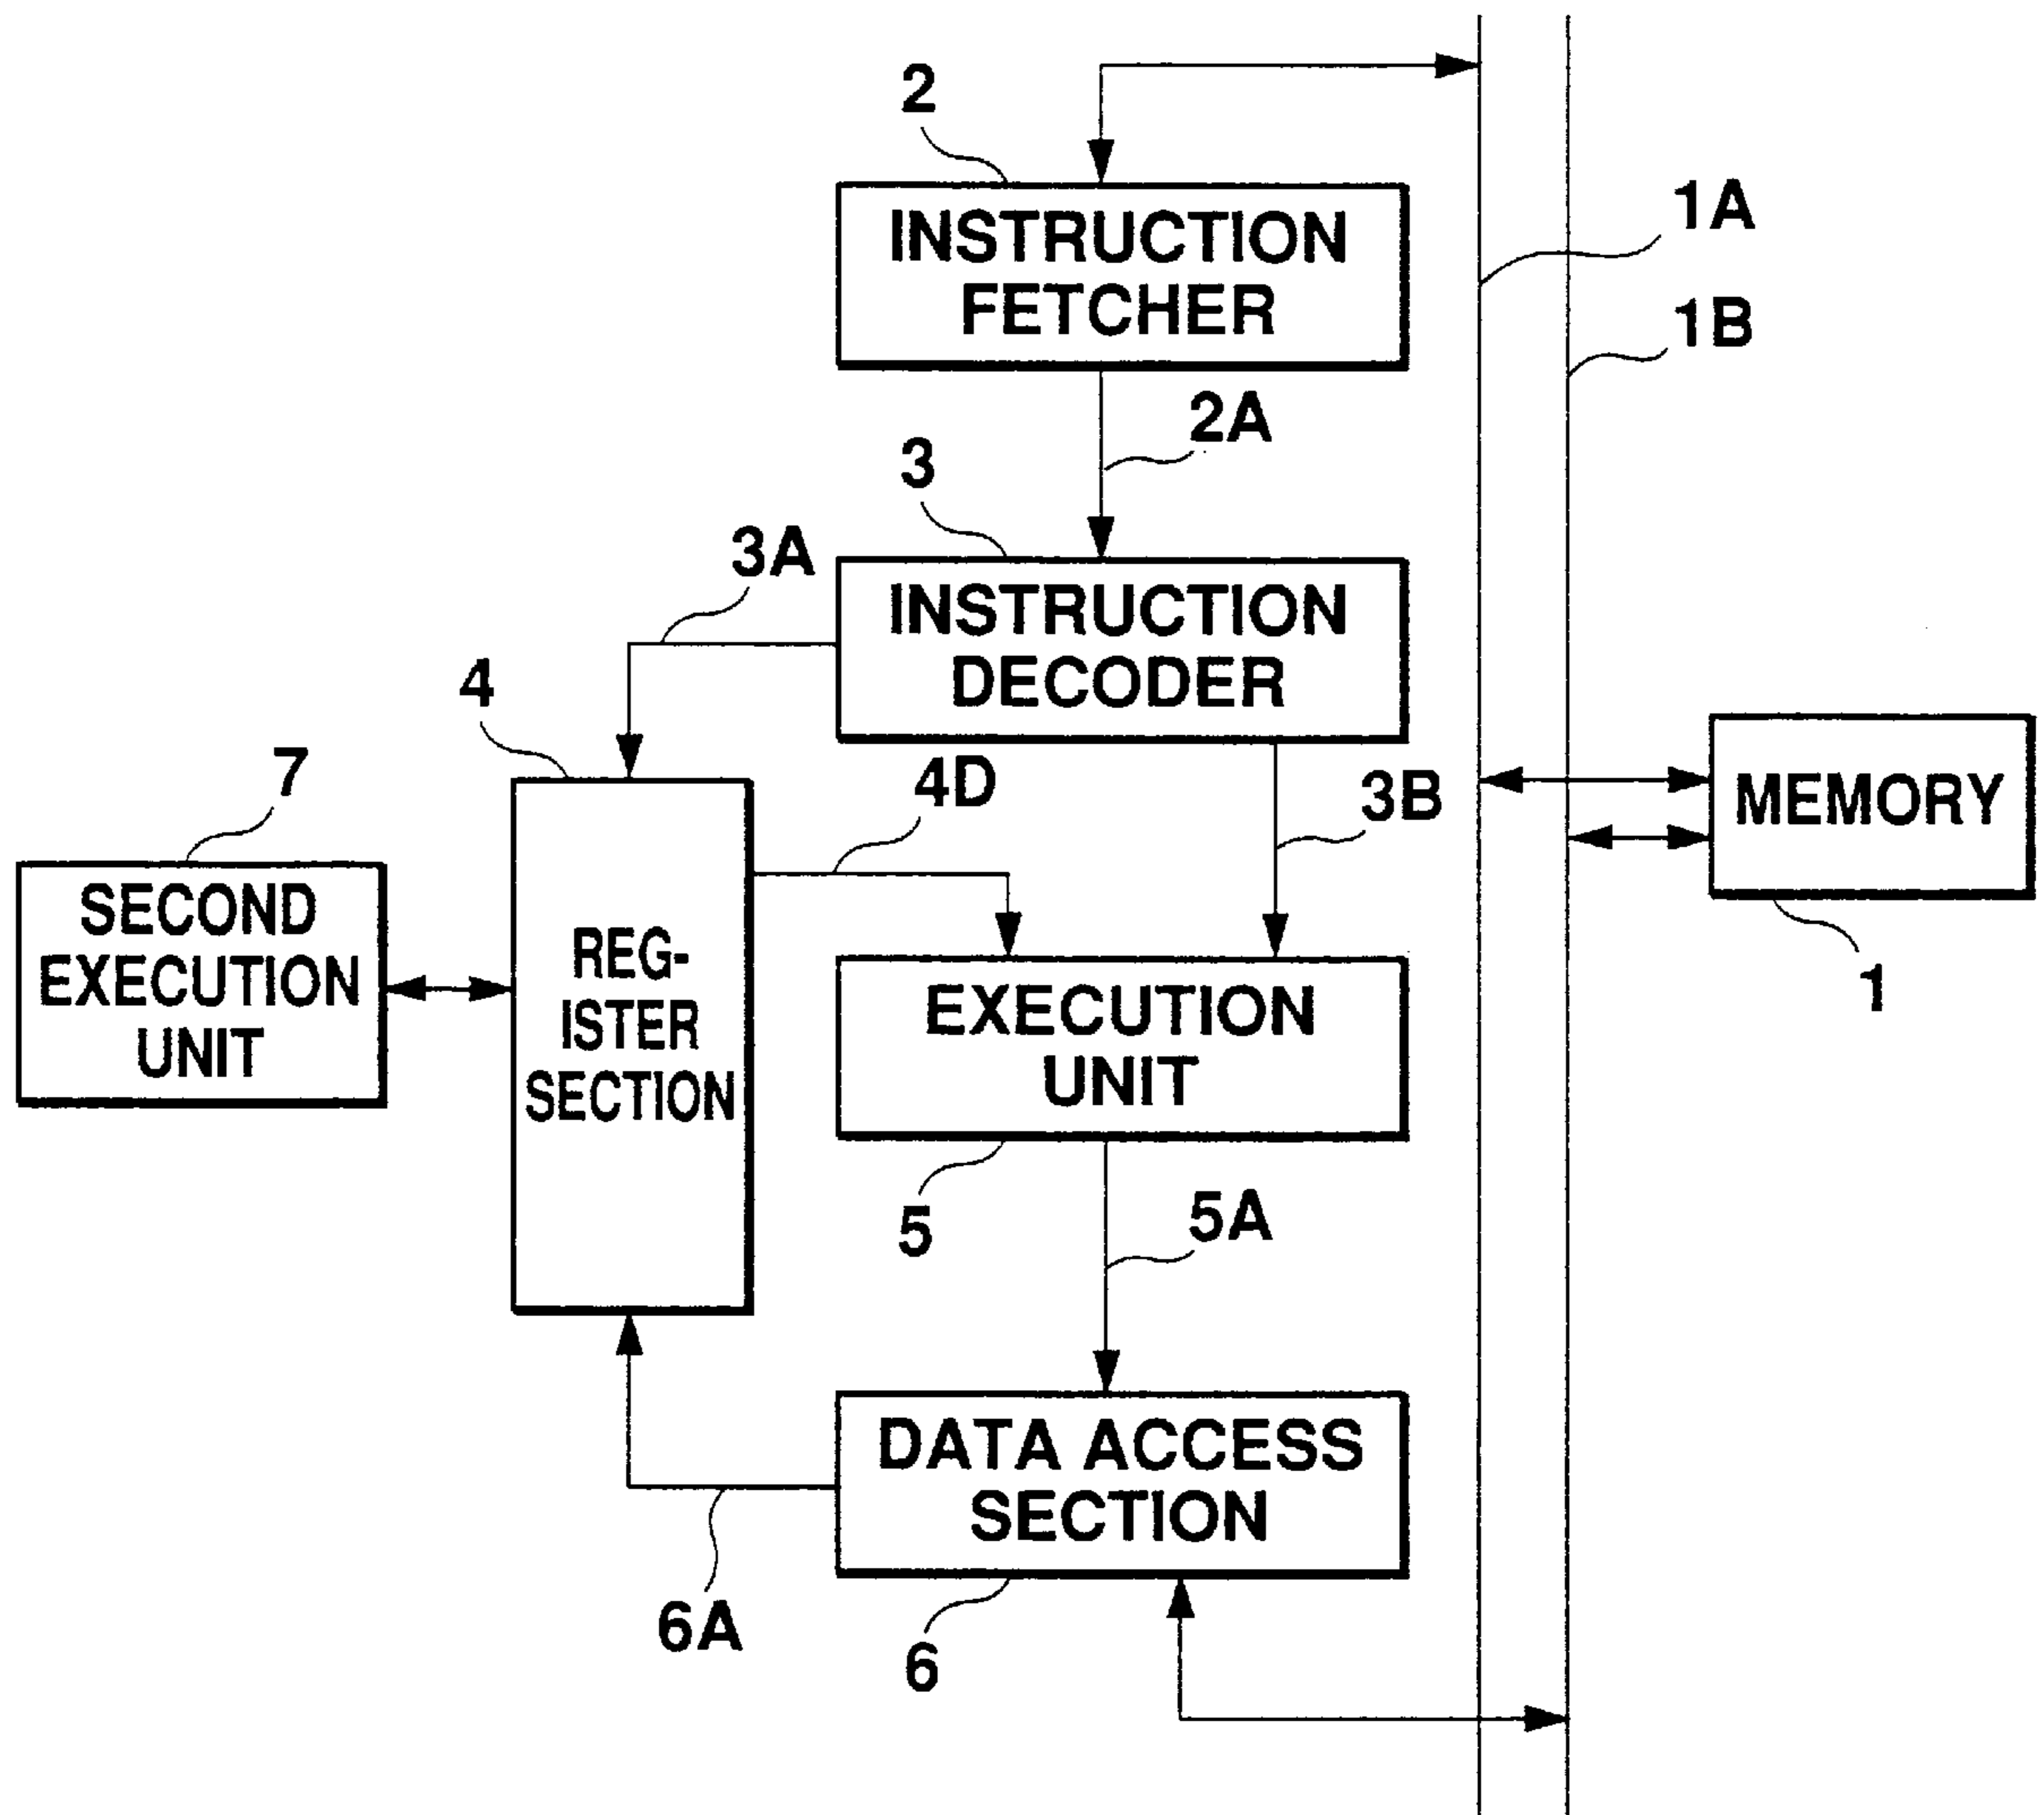 2
INSTRUCTION
FETCHER
1A
1B
2A
3
3A
INSTRUCTION
DECODER
4
7
4D
3B
MEMORY
1
SECOND
EXECUTION
UNIT
REG-
ISTER
SECTION
EXECUTION
UNIT
5
5A
DATA ACCESS
SECTION
6A
6